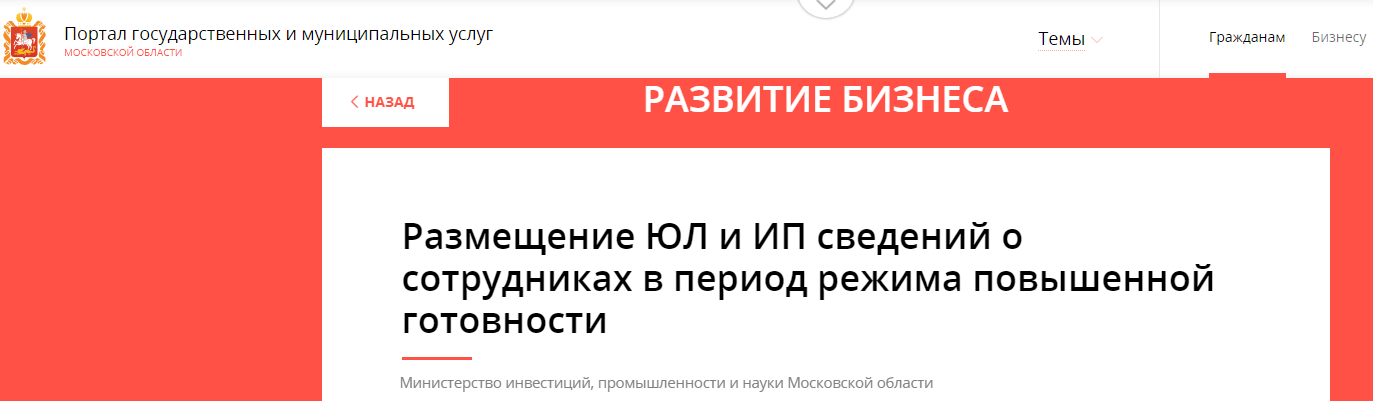 Портал государственных и муниципальных услуг
МОСКОВСКОЙ ОБЛАСТИ
Темы
Гражданам
Бизнесу
НАЗАД
РАЗВИТИЕ БИЗНЕСА
Размещение ЮЛ и ИП сведений о
сотрудниках в период режима повышенной
готовности
Министерство инвестиций, промышленности и науки Московской области